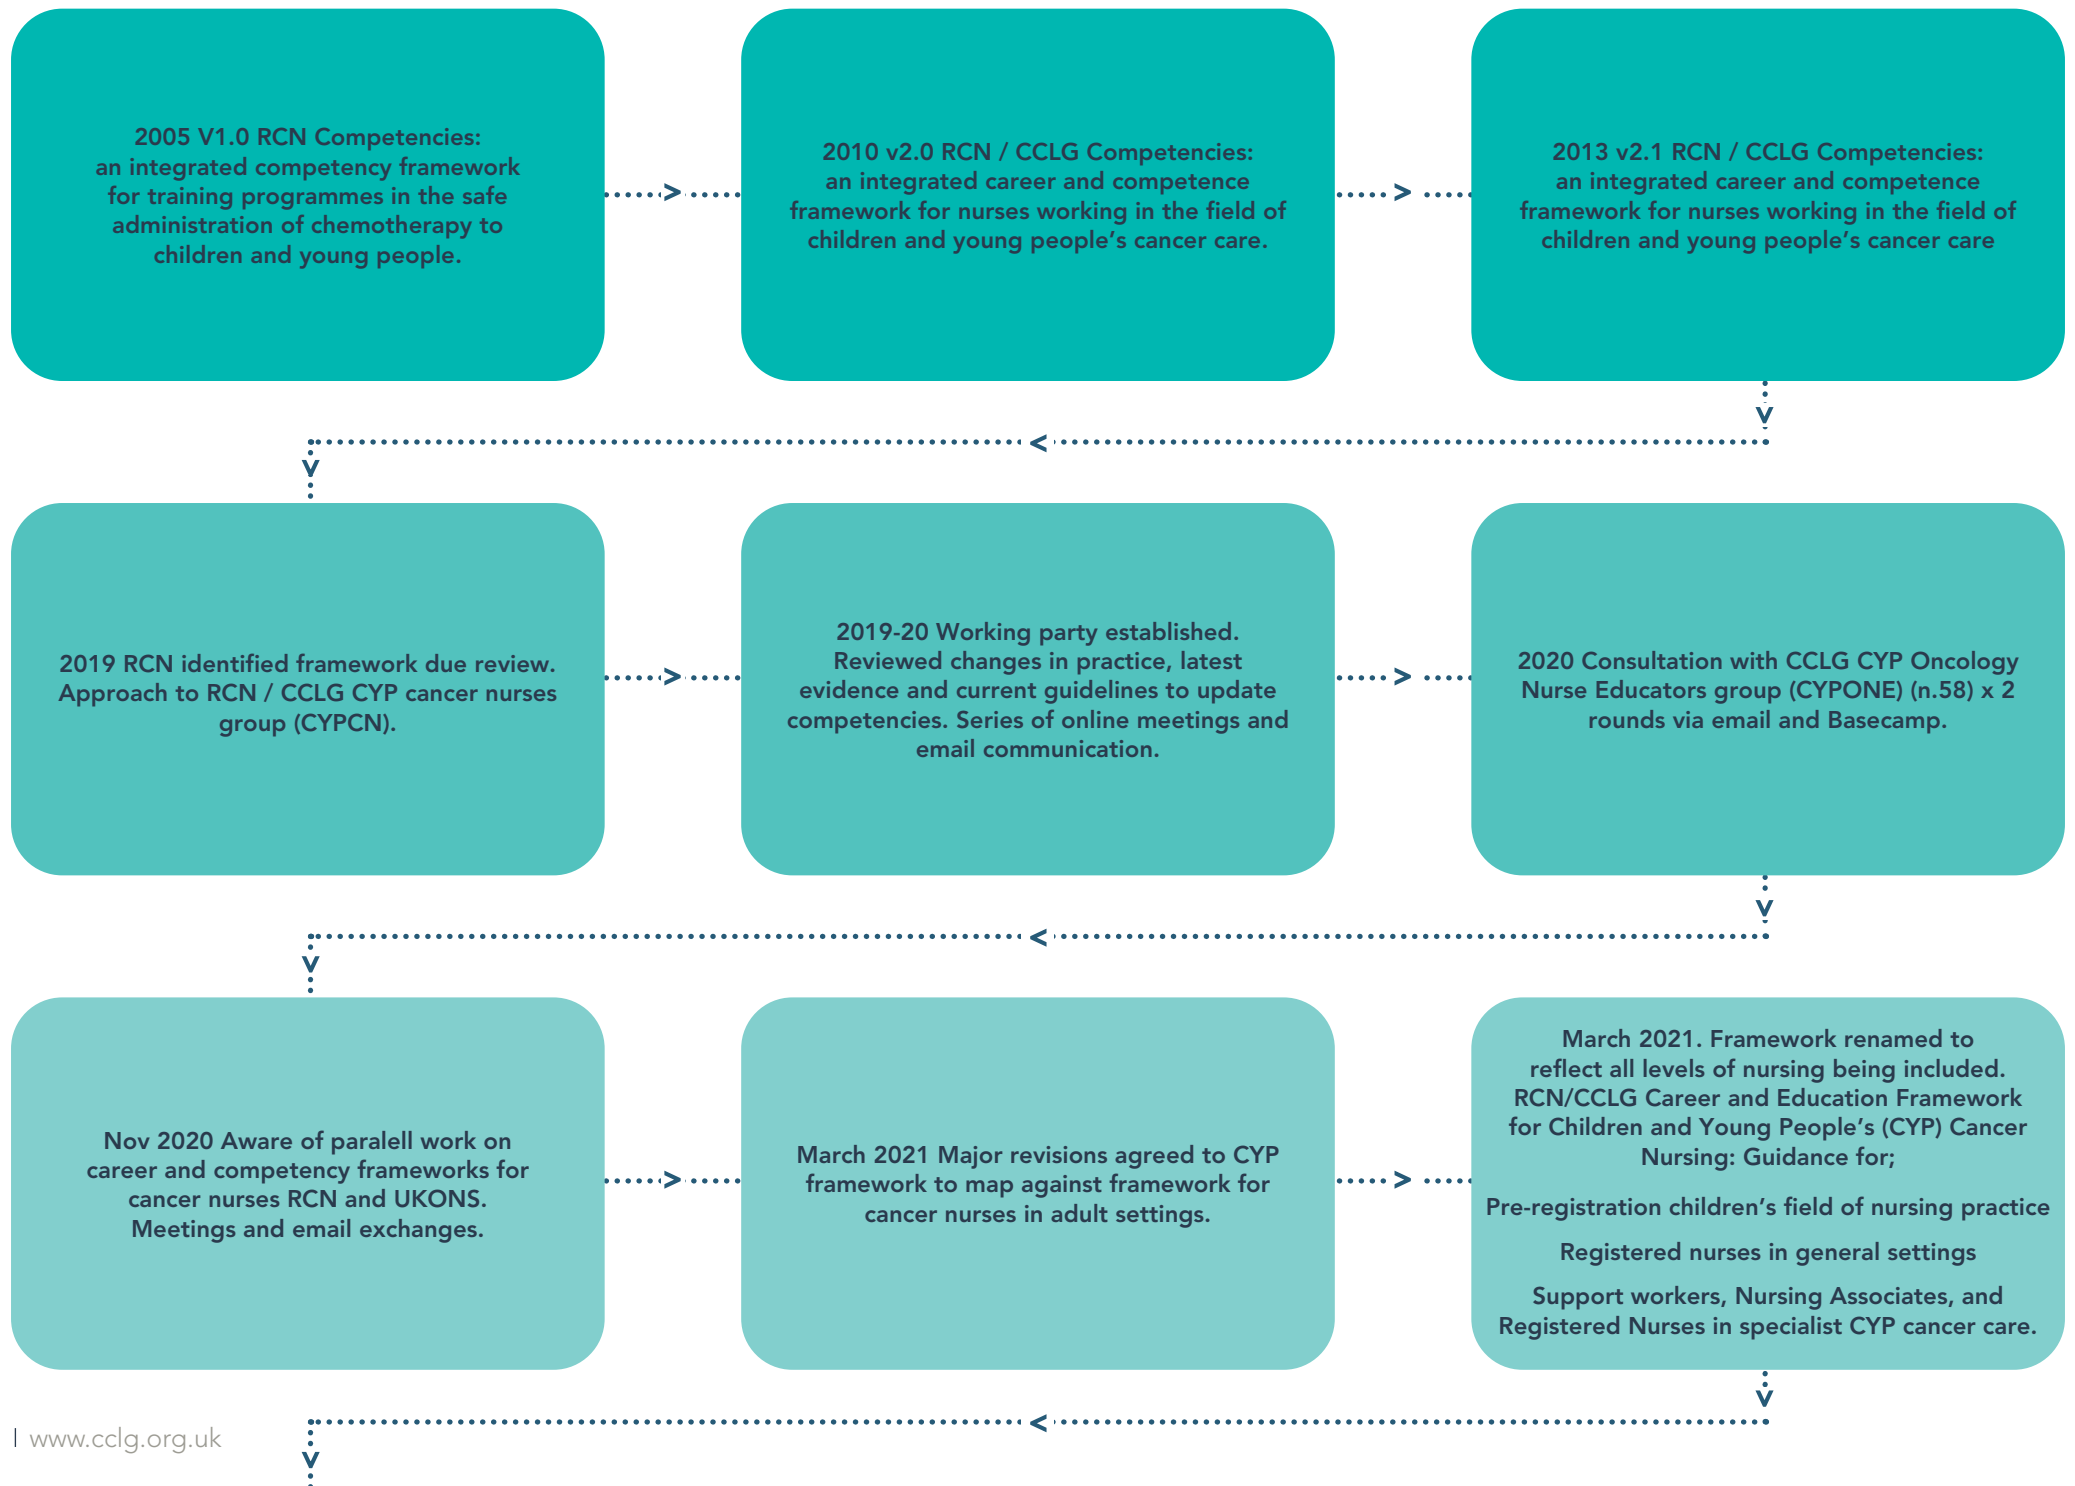 2005 V1.0 RCN Competencies:
an integrated competency framework
for training programmes in the safe
administration of chemotherapy to
children and young people.
2010 v2.0 RCN / CCLG Competencies:
an integrated career and competence
framework for nurses working in the field of
children and young people’s cancer care.
2013 v2.1 RCN / CCLG Competencies:
an integrated career and competence
framework for nurses working in the field of
children and young people’s cancer care
2019 RCN identified framework due review.
Approach to RCN / CCLG CYP cancer nurses
group (CYPCN).
2019-20 Working party established.
Reviewed changes in practice, latest
evidence and current guidelines to update
competencies. Series of online meetings and
email communication.
2020 Consultation with CCLG CYP Oncology
Nurse Educators group (CYPONE) (n.58) x 2
rounds via email and Basecamp.
Nov 2020 Aware of paralell work on
career and competency frameworks for
cancer nurses RCN and UKONS.
Meetings and email exchanges.
March 2021 Major revisions agreed to CYP
framework to map against framework for
cancer nurses in adult settings.
March 2021. Framework renamed to
reflect all levels of nursing being included.
RCN/CCLG Career and Education Framework
for Children and Young People’s (CYP) Cancer
Nursing: Guidance for;
Pre-registration children’s field of nursing practice
Registered nurses in general settings
Support workers, Nursing Associates, and
Registered Nurses in specialist CYP cancer care.
| www.cclg.org.uk